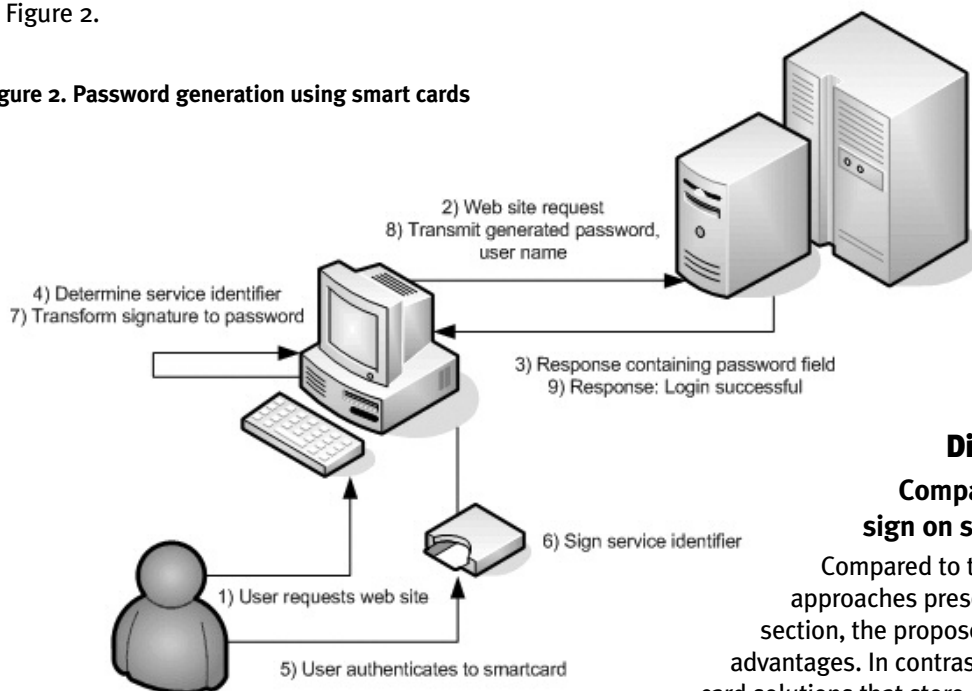 Figure 2.
gure 2. Password generation using smart cards
2) Web site request
8) Transmit generated password,
user name
4) Determine service identifier
7) Transform signature to password
3) Response containing password field
9) Response: Login successful
6) Sign service identifier
1) User requests web site
5) User authenticates to smartcard
Di
Compa
sign on s
Compared to t
approaches prese
section, the propose
advantages. In contras